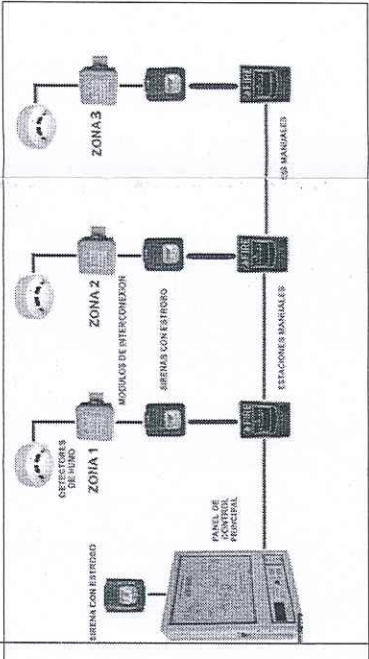 SIRENA CON ESTROBO
PANEL DE
CONTROL
PRINCIPAL
DETECTORES
DE HUMO
ZONA 1
ZONA 2
ZONA 3
MODULOS DE INTERCONEXION
SIRENAS CON ESTROBO
ESTACIONES MANUALES
MANUALES
FIRE
FIRE
FIRE